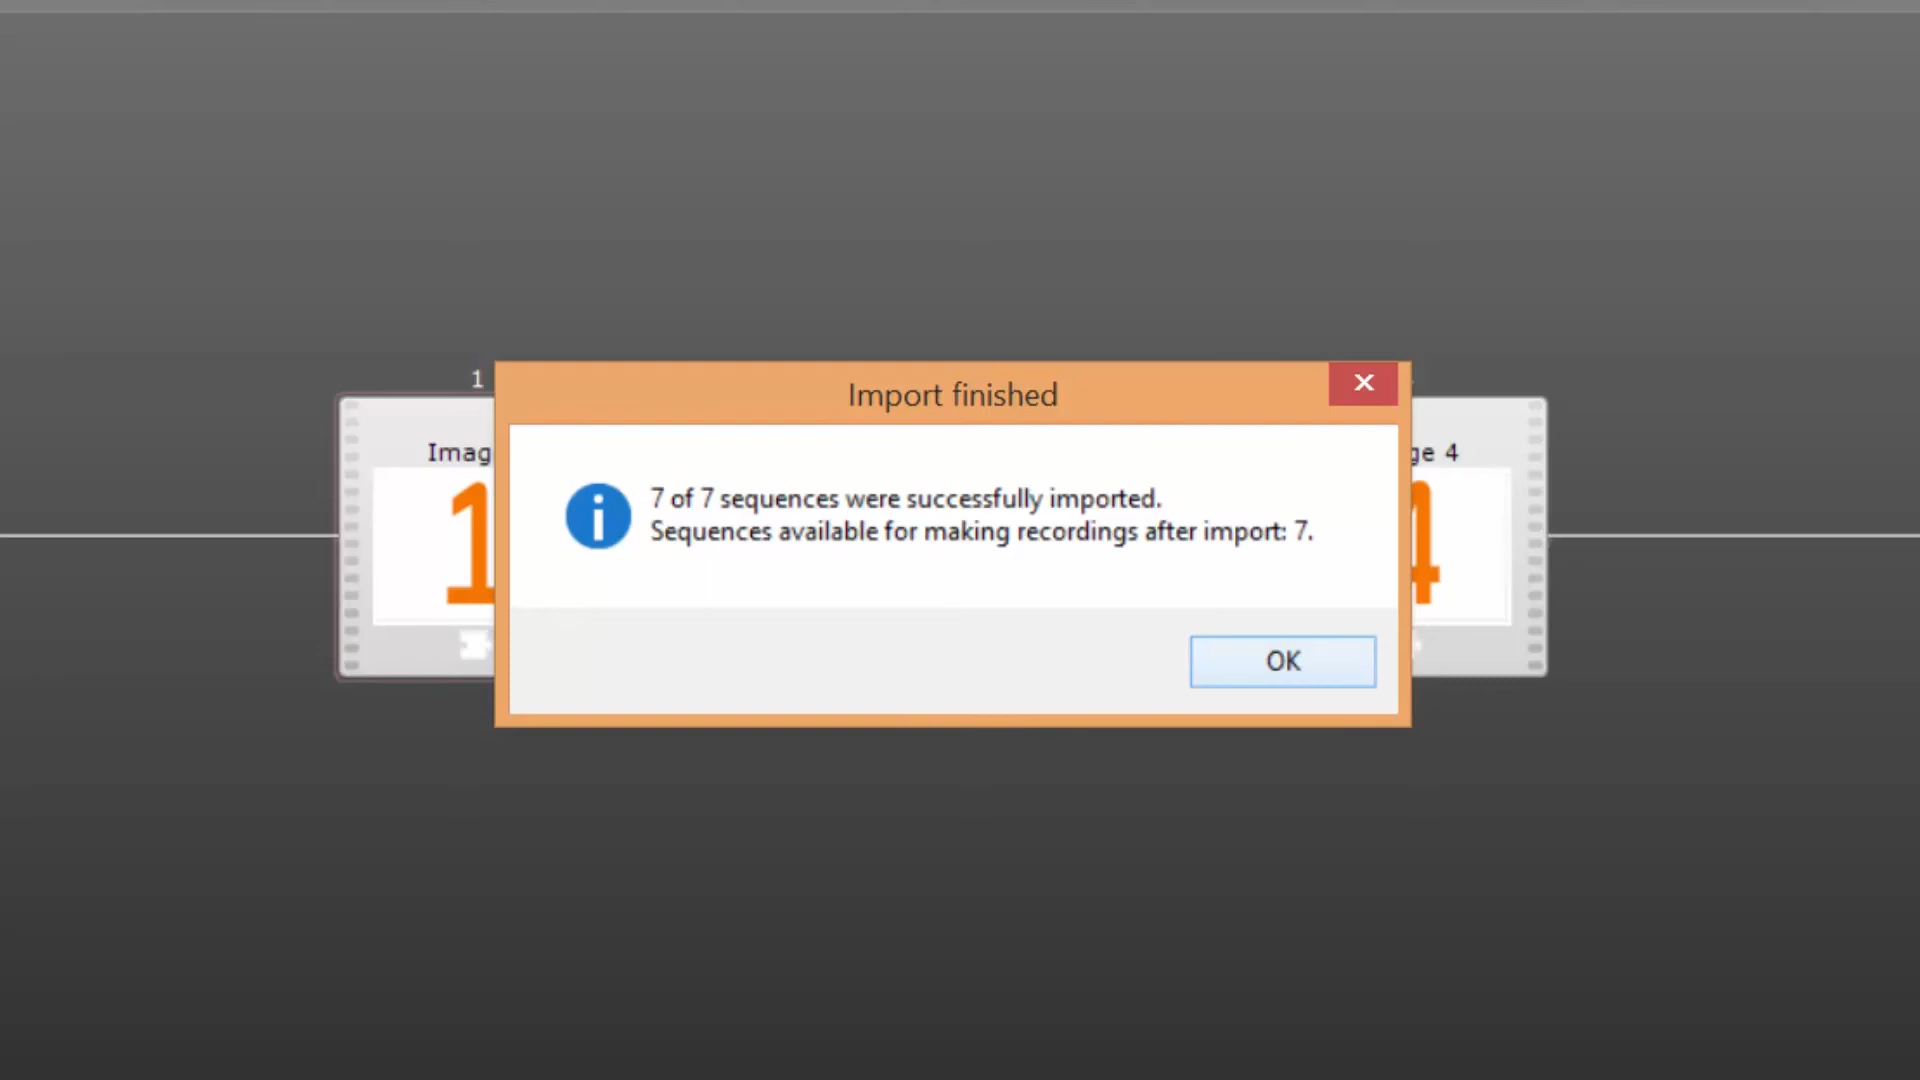 Import finished
1
Imag
ge 4
1
4
7 of 7 sequences were successfully imported.
Sequences available for making recordings after import: 7.
OK